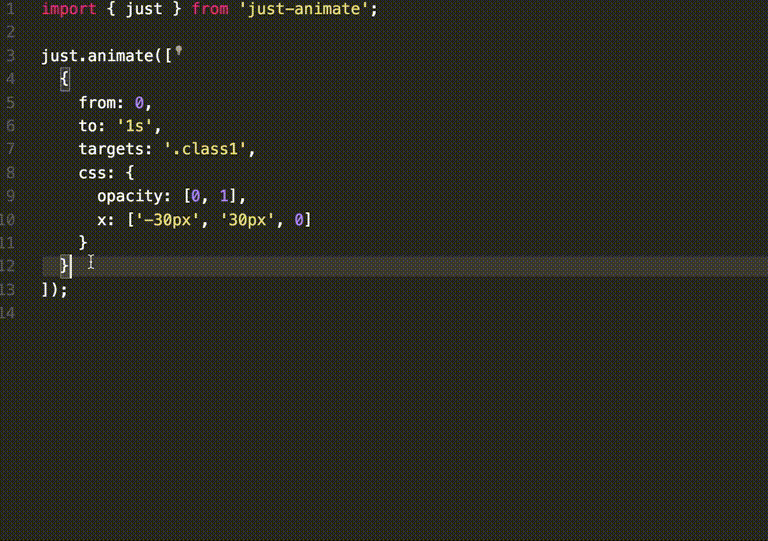 1 import { just } from 'just-animate';
2
3 just.animate([
4 {
5 from: 0,
6 to: '1s',
7 targets: '.class1',
8 css: {
9 opacity: [0, 1],
10 x: ['-30px', '30px', 0]
11 }
12 }
13 ]);
14